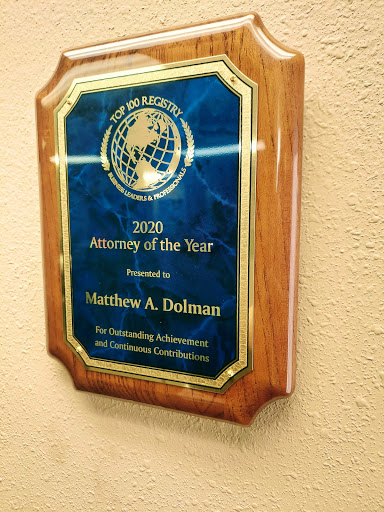 TOP 100 REGISTRY
BUSINESS LEADERS & PROFESSIONALS
2020
Attorney of the Year
Presented to
Matthew A. Dolman
For Outstanding Achievement
and Continuous Contributions